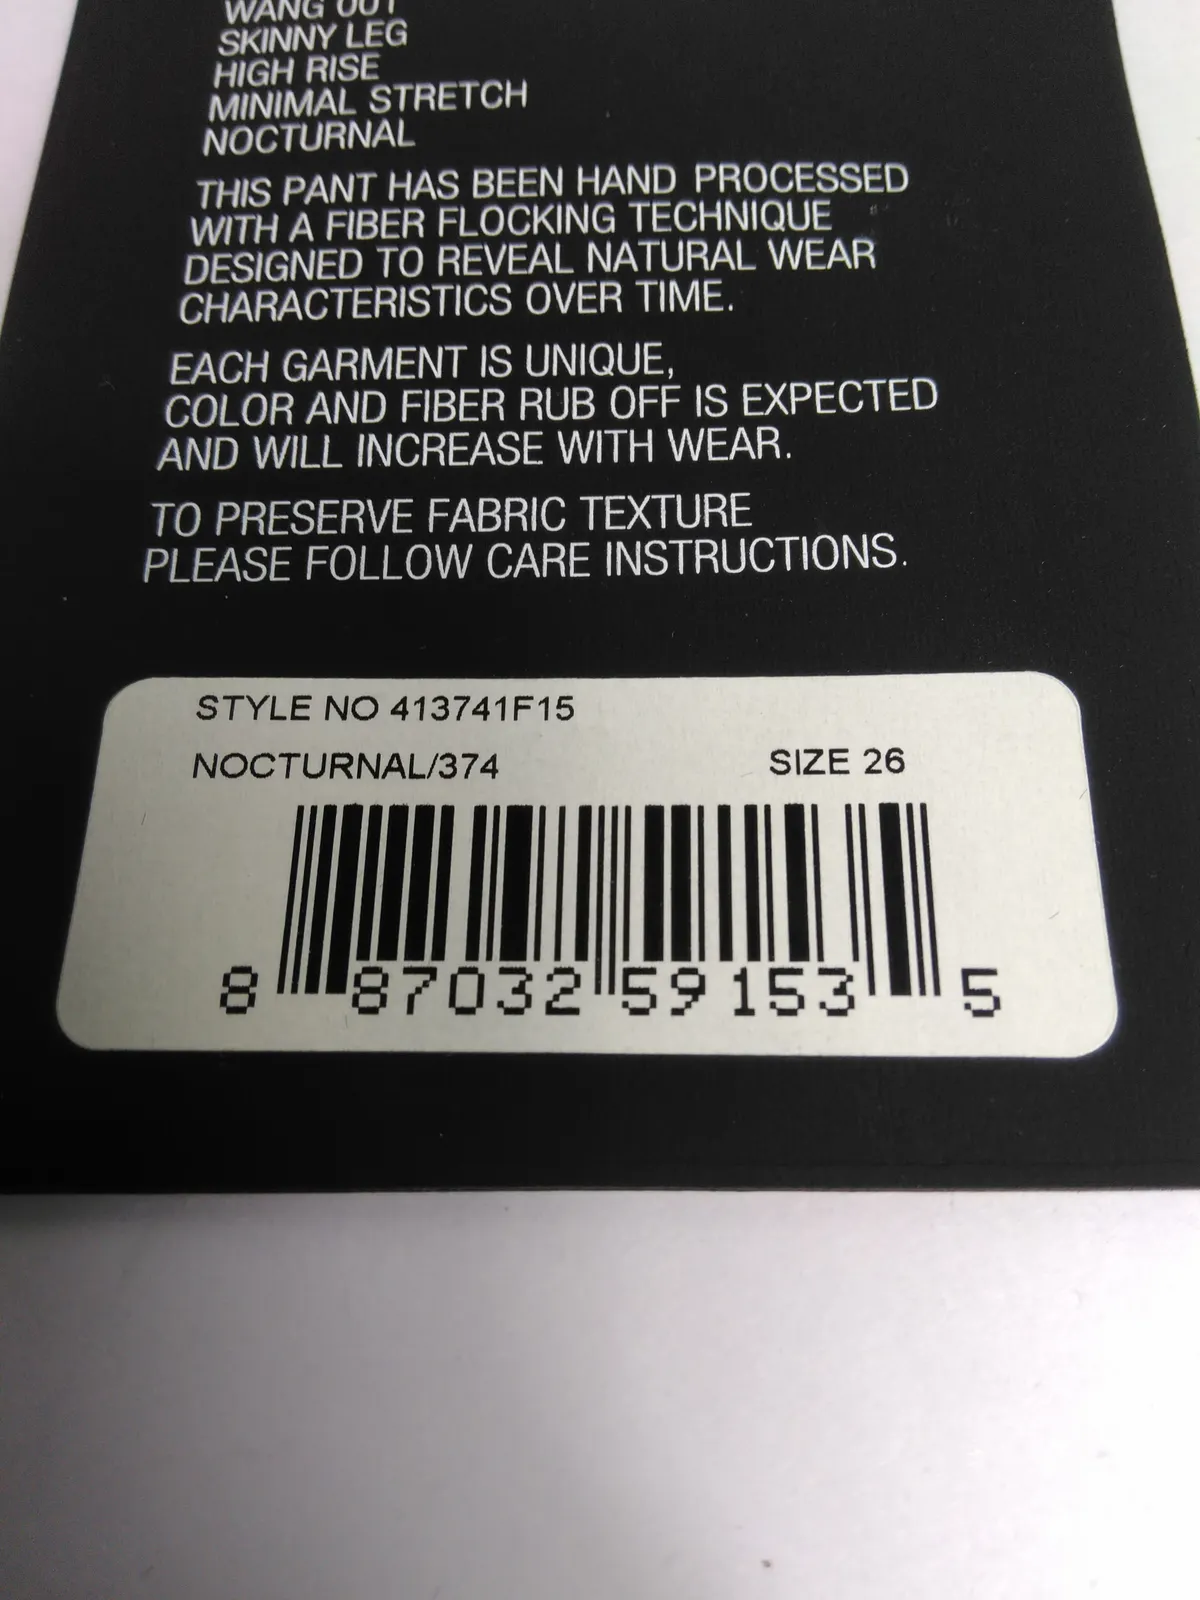 WANG OUT
SKINNY LEG
HIGH RISE
MINIMAL STRETCH
NOCTURNAL
THIS PANT HAS BEEN HAND PROCESSED
WITH A FIBER FLOCKING TECHNIQUE
DESIGNED TO REVEAL NATURAL WEAR
CHARACTERISTICS OVER TIME.
EACH GARMENT IS UNIQUE,
COLOR AND FIBER RUB OFF IS EXPECTED
AND WILL INCREASE WITH WEAR.
TO PRESERVE FABRIC TEXTURE
PLEASE FOLLOW CARE INSTRUCTIONS.
STYLE NO 413741F15
NOCTURNAL/374 SIZE 26
8 87032 59153 5